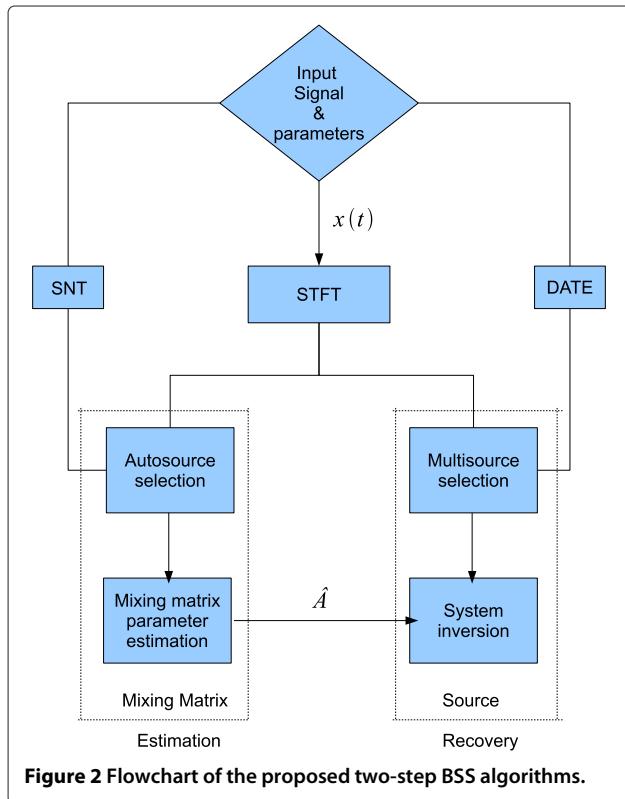 Input
Signal
&
parameters
x(t)
SNT
STFT
DATE
Autosource
selection
Multisource
selection
Mixing matrix
parameter
estimation
Â
System
inversion
Mixing Matrix
Source
Estimation
Recovery
Figure 2 Flowchart of the proposed two-step BSS algorithms.